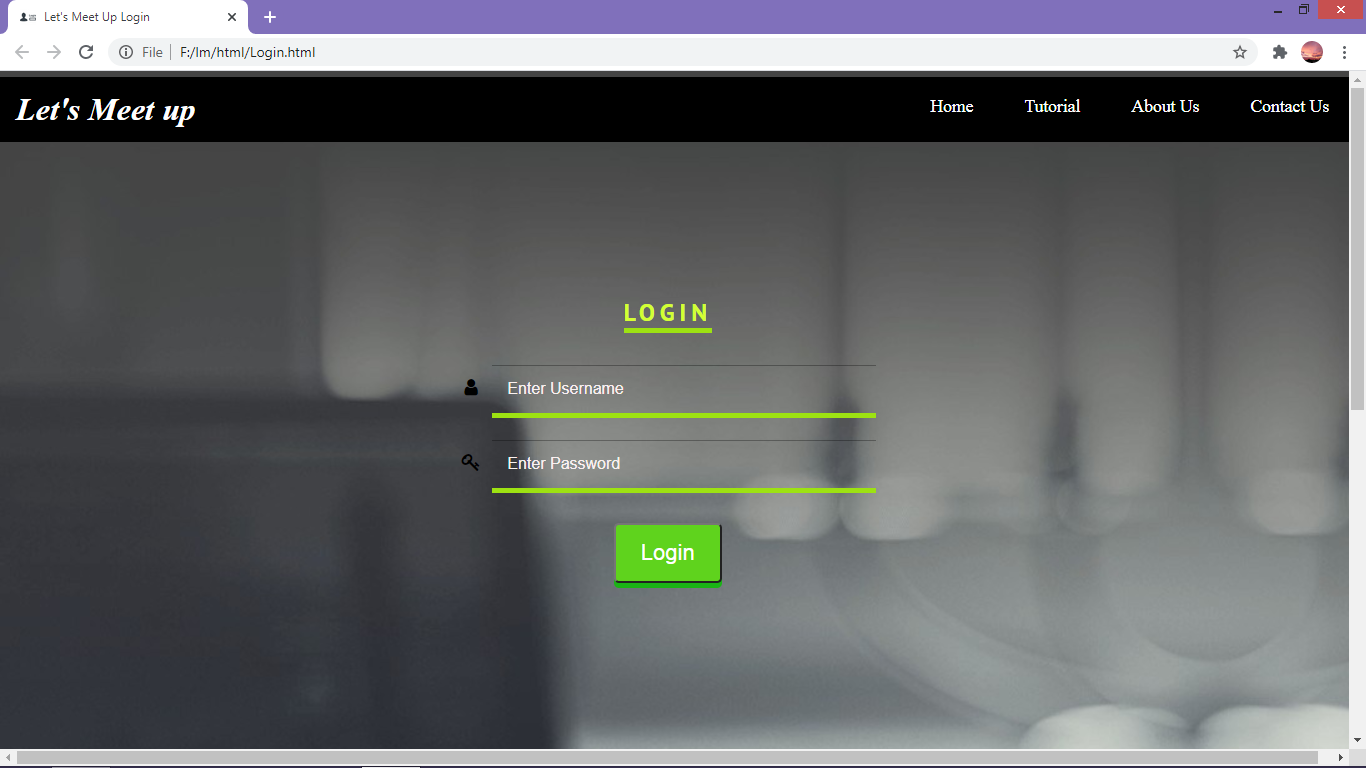 Let's Meet Up Login
File F:/lm/html/Login.html
Let's Meet up
Home Tutorial About Us Contact Us
LOGIN
Enter Username
Enter Password
Login